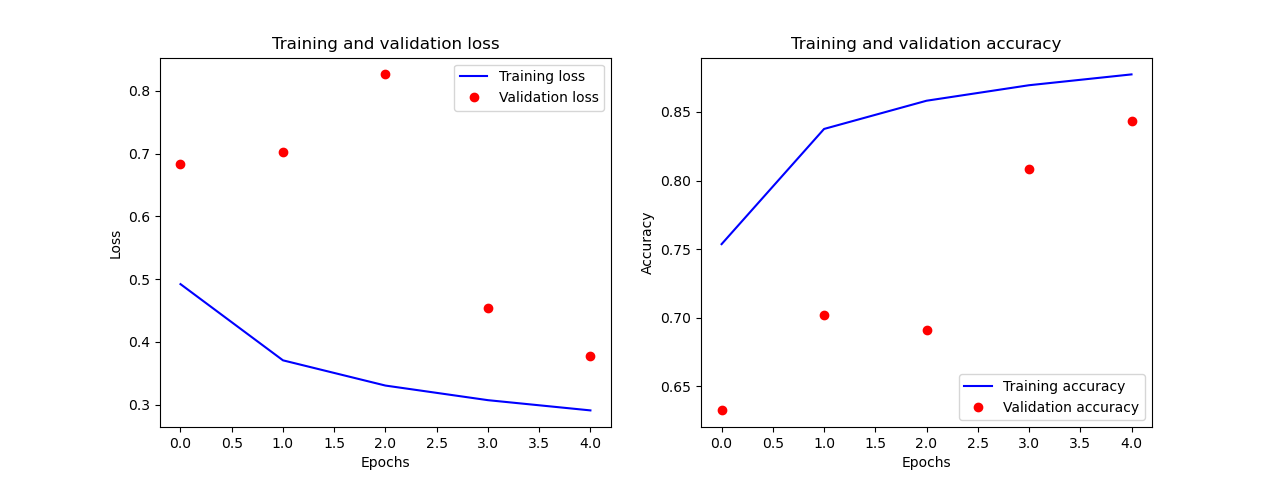 Training and validation loss
Training loss
Validation loss
0.8
0.7
0.6
0.5
0.4
0.3
Loss
0.0 0.5 1.0 1.5 2.0 2.5 3.0 3.5 4.0
Epochs
Training and validation accuracy
0.85
0.80
0.75
0.70
0.65
Accuracy
Training accuracy
Validation accuracy
0.0 0.5 1.0 1.5 2.0 2.5 3.0 3.5 4.0
Epochs